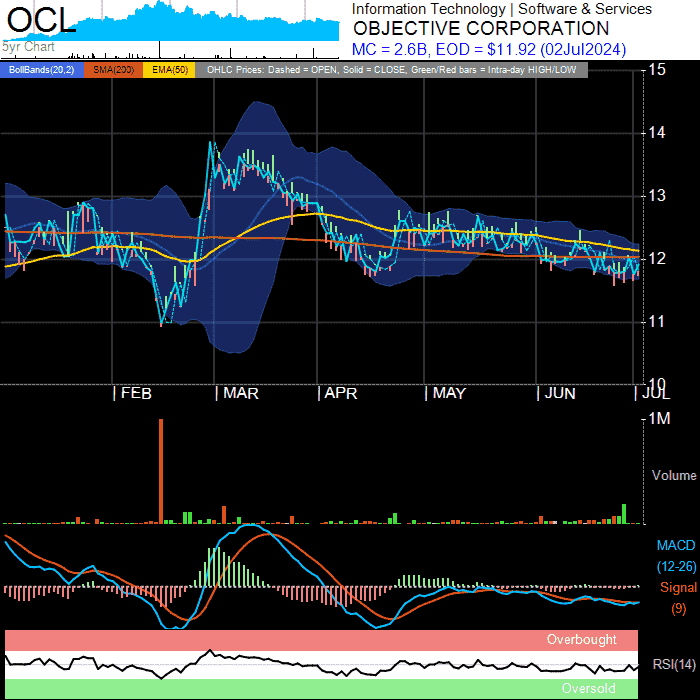 OCL
5yr Chart
Information Technology | Software & Services
OBJECTIVE CORPORATION
MC = 2.6B, EOD = $11.92 (02Jul2024)
BollBands(20,2) SMA(200) EMA(50) OHLC Prices: Dashed = OPEN, Solid = CLOSE, Green/Red bars = Intra-day HIGH/LOW
15
14
13
12
11
10
| FEB | MAR | APR | MAY | JUN | JUL
1M
Volume
MACD
(12-26)
Signal
(9)
Overbought
RSI(14)
Oversold